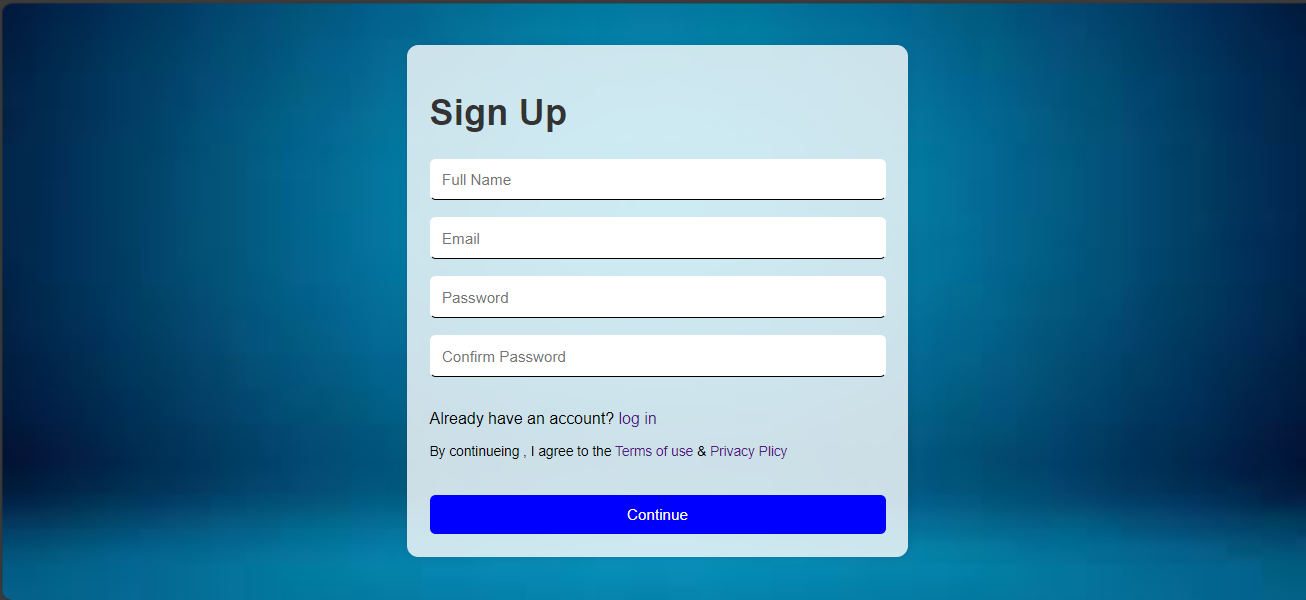 Sign Up
Full Name
Email
Password
Confirm Password
Already have an account? log in
By continueing , I agree to the Terms of use & Privacy Plicy
Continue